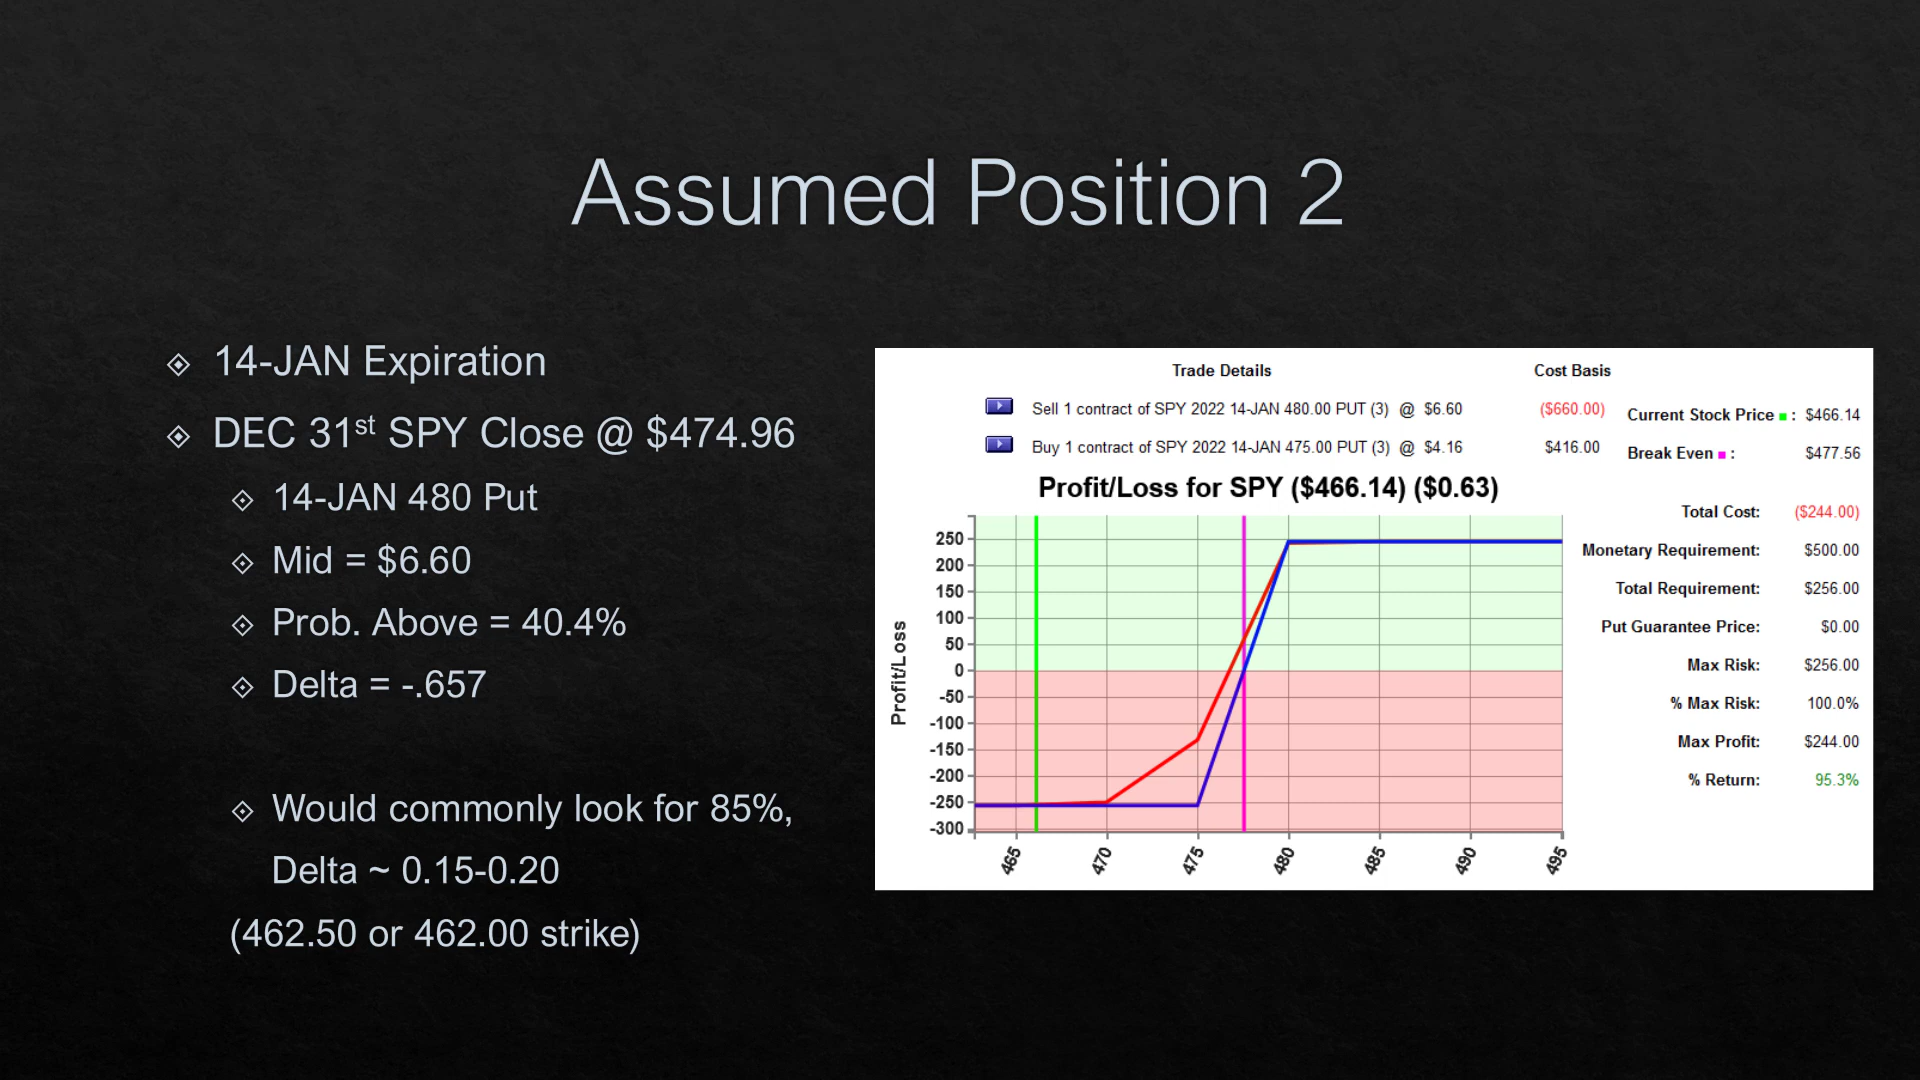 Assumed Position 2
14-JAN Expiration
DEC 31st SPY Close @ $474.96
14-JAN 480 Put
Mid = $6.60
Prob. Above = 40.4%
Delta = -.657
Would commonly look for 85%,
Delta ~ 0.15-0.20
(462.50 or 462.00 strike)
Trade Details Cost Basis
Sell 1 contract of SPY 2022 14-JAN 480.00 PUT (3) @ $6.60 ($660.00)
Buy 1 contract of SPY 2022 14-JAN 475.00 PUT (3) @ $4.16 $416.00
Current Stock Price : $466.14
Break Even : $477.56
Total Cost: ($244.00)
Monetary Requirement: $500.00
Total Requirement: $256.00
Put Guarantee Price: $0.00
Max Risk: $256.00
% Max Risk: 100.0%
Max Profit: $244.00
% Return: 95.3%
Profit/Loss for SPY ($466.14) ($0.63)
Profit/Loss
250
200
150
100
50
0
-50
-100
-150
-200
-250
-300
465 470 475 480 485 490 495